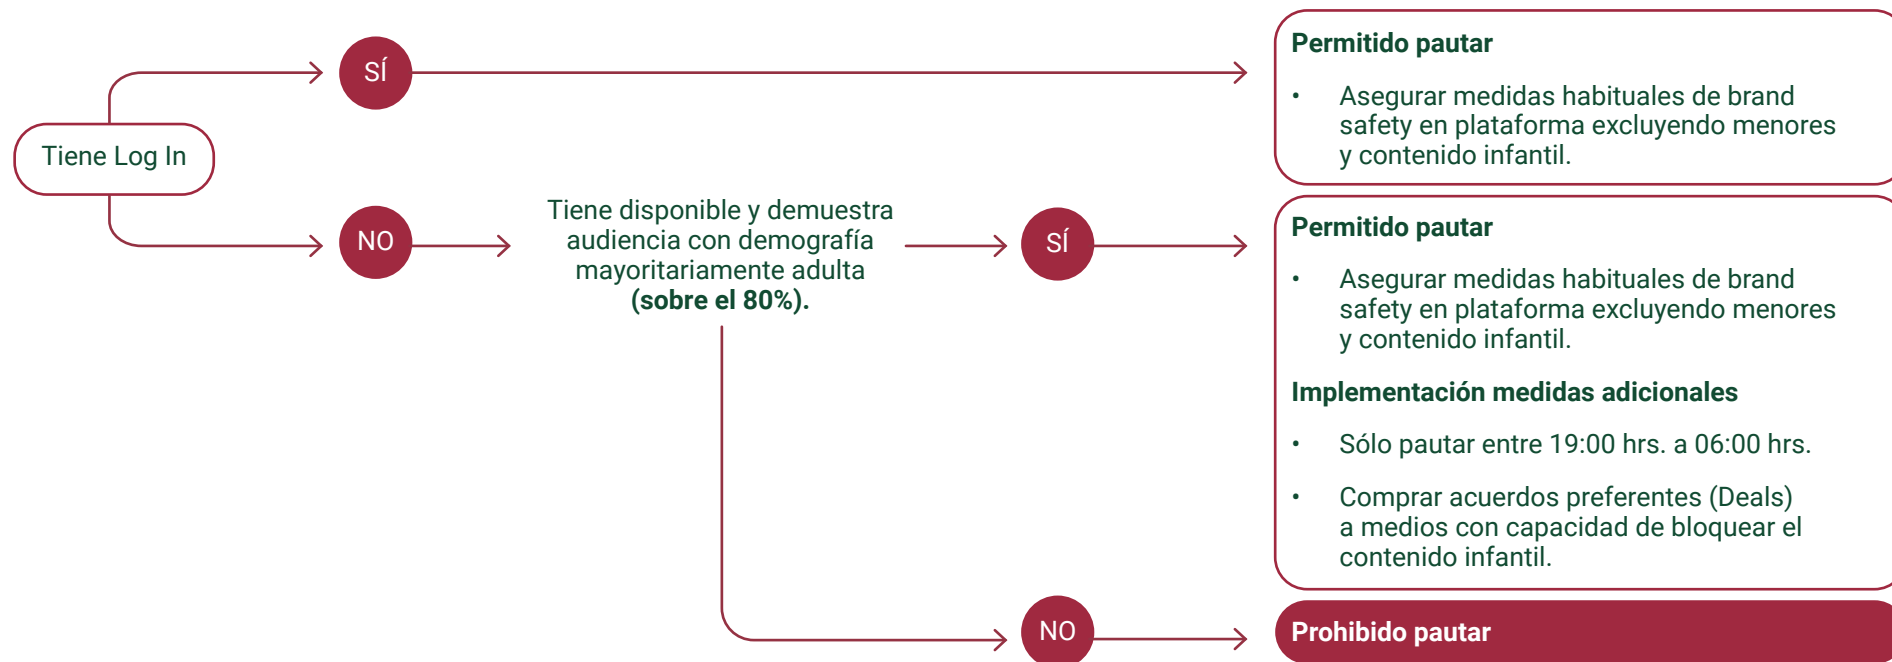 Tiene Log In
SÍ
Permitido pautar
• Asegurar medidas habituales de brand
safety en plataforma excluyendo menores
y contenido infantil.
NO
Tiene disponible y demuestra
audiencia con demografía
mayoritariamente adulta
(sobre el 80%).
SÍ
Permitido pautar
• Asegurar medidas habituales de brand
safety en plataforma excluyendo menores
y contenido infantil.
Implementación medidas adicionales
• Sólo pautar entre 19:00 hrs. a 06:00 hrs.
• Comprar acuerdos preferentes (Deals)
a medios con capacidad de bloquear el
contenido infantil.
NO
Prohibido pautar